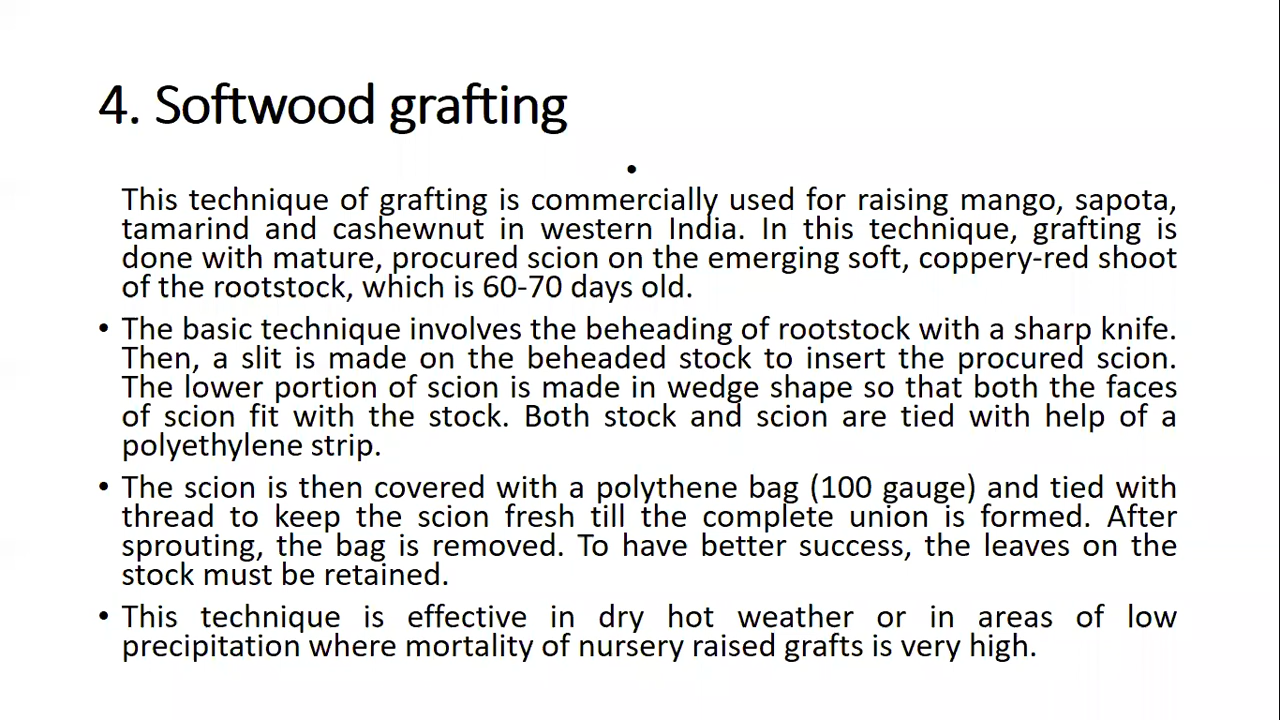 4. Softwood grafting
•
This technique of grafting is commercially used for raising mango, sapota,
tamarind and cashewnut in western India. In this technique, grafting is
done with mature, procured scion on the emerging soft, coppery-red shoot
of the rootstock, which is 60-70 days old.
• The basic technique involves the beheading of rootstock with a sharp knife.
Then, a slit is made on the beheaded stock to insert the procured scion.
The lower portion of scion is made in wedge shape so that both the faces
of scion fit with the stock. Both stock and scion are tied with help of a
polyethylene strip.
• The scion is then covered with a polythene bag (100 gauge) and tied with
thread to keep the scion fresh till the complete union is formed. After
sprouting, the bag is removed. To have better success, the leaves on the
stock must be retained.
• This technique is effective in dry hot weather or in areas of low
precipitation where mortality of nursery raised grafts is very high.